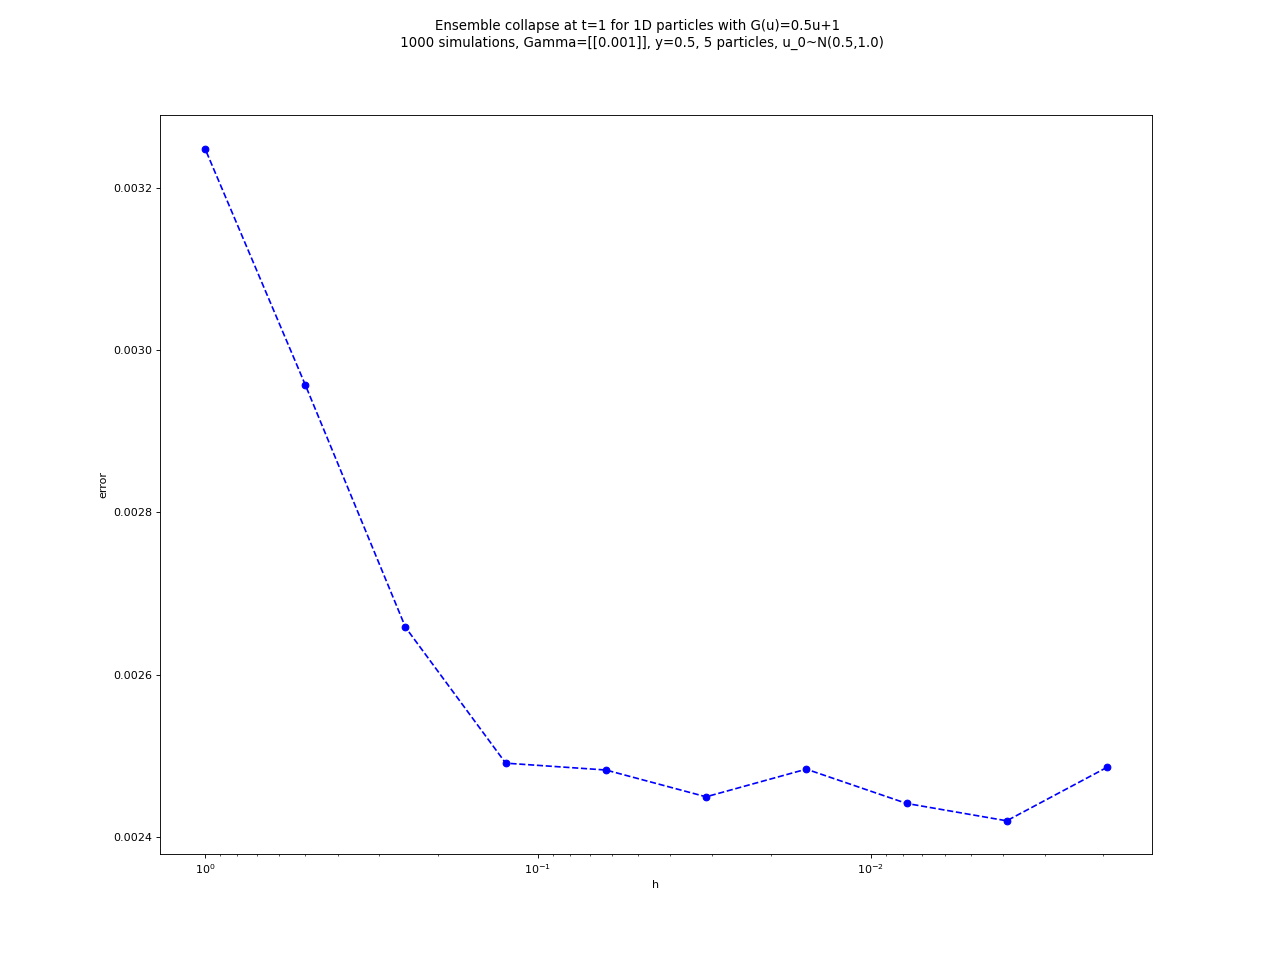 Ensemble collapse at t=1 for 1D particles with G(u)=0.5u+1
1000 simulations, Gamma=[[0.001]], y=0.5, 5 particles, u_0~N(0.5,1.0)
0.0032
0.0030
0.0028
0.0026
0.0024
error
10⁰
10⁻¹
10⁻²
h